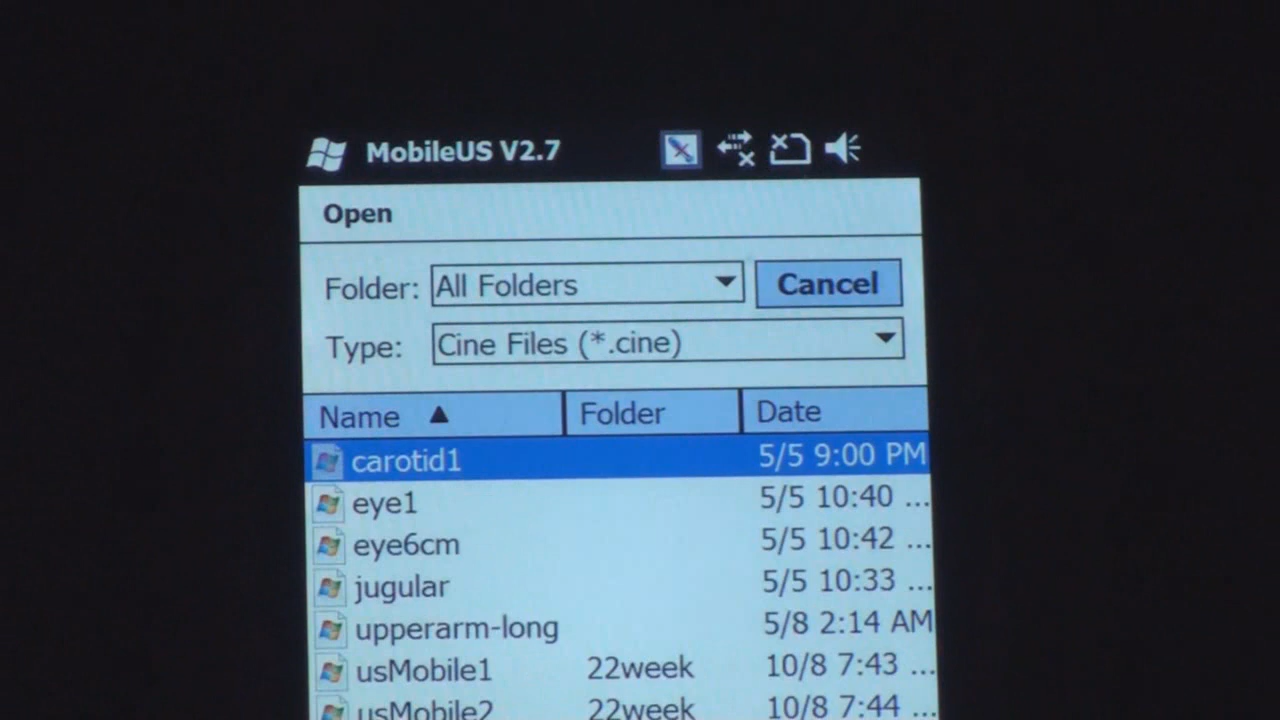 MobileUS V2.7
Open
Folder: All Folders Cancel
Type: Cine Files (*.cine)
Name ▲ Folder Date
carotid1 5/5 9:00 PM
eye1 5/5 10:40 ...
eye6cm 5/5 10:42 ...
jugular 5/5 10:33 ...
upperarm-long 5/8 2:14 AM
usMobile1 22week 10/8 7:43 ...
usMobile2 22week 10/8 7:44 ...